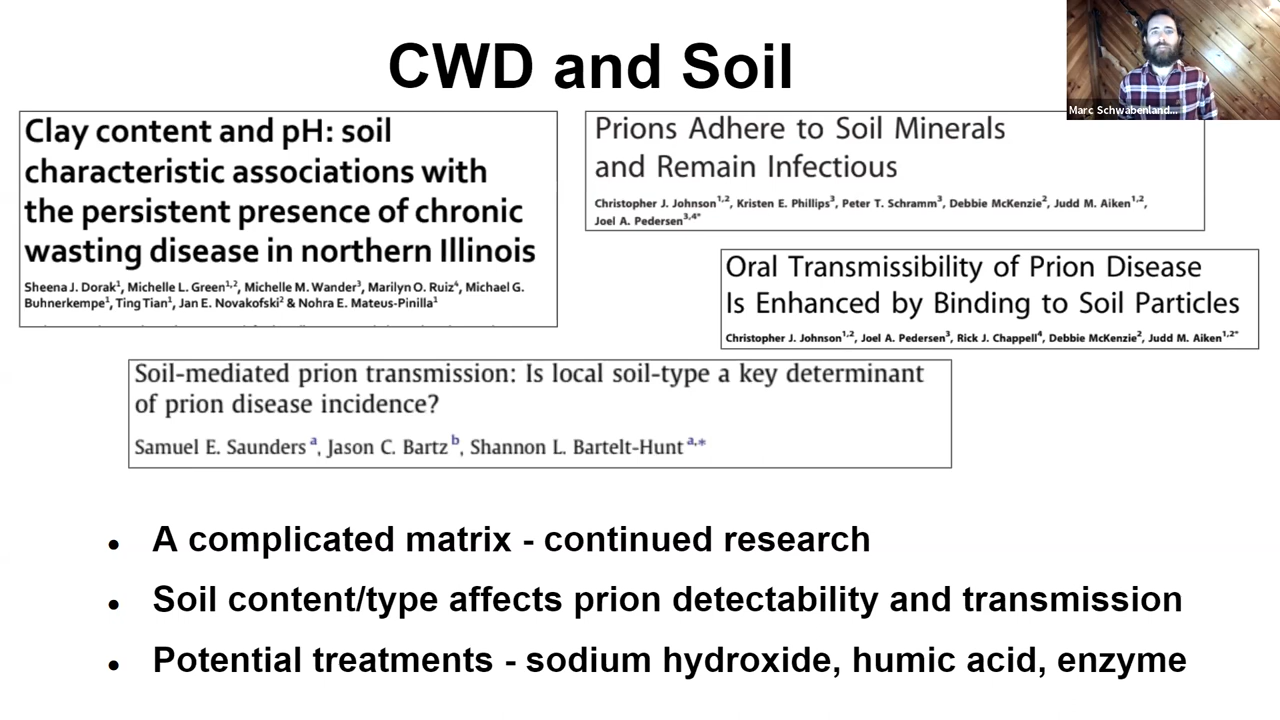 CWD and Soil
Marc Schwabenland...
Clay content and pH: soil
characteristic associations with
the persistent presence of chronic
wasting disease in northern Illinois
Sheena J. Dorak¹, Michelle L. Green¹,², Michelle M. Wander³, Marilyn O. Ruiz⁴, Michael G.
Buhnerkempe¹, Ting Tian¹, Jan E. Novakofski² & Nohra E. Mateus-Pinilla¹
Prions Adhere to Soil Minerals
and Remain Infectious
Christopher J. Johnson¹,², Kristen E. Phillips³, Peter T. Schramm³, Debbie McKenzie², Judd M. Aiken¹,²,
Joel A. Pedersen³,⁴*
Oral Transmissibility of Prion Disease
Is Enhanced by Binding to Soil Particles
Christopher J. Johnson¹,², Joel A. Pedersen³, Rick J. Chappell⁴, Debbie McKenzie², Judd M. Aiken¹,²*
Soil-mediated prion transmission: Is local soil-type a key determinant
of prion disease incidence?
Samuel E. Saunders ᵃ, Jason C. Bartz ᵇ, Shannon L. Bartelt-Hunt ᵃ,*
• A complicated matrix - continued research
• Soil content/type affects prion detectability and transmission
• Potential treatments - sodium hydroxide, humic acid, enzyme